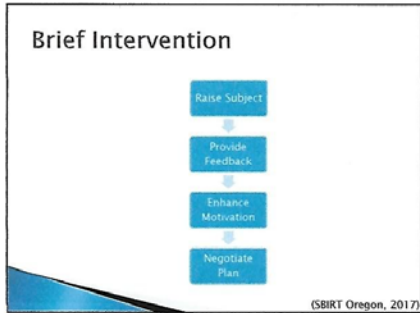 Brief Intervention
Raise Subject
Provide
Feedback
Enhance
Motivation
Negotiate
Plan
(SBIRT Oregon, 2017)